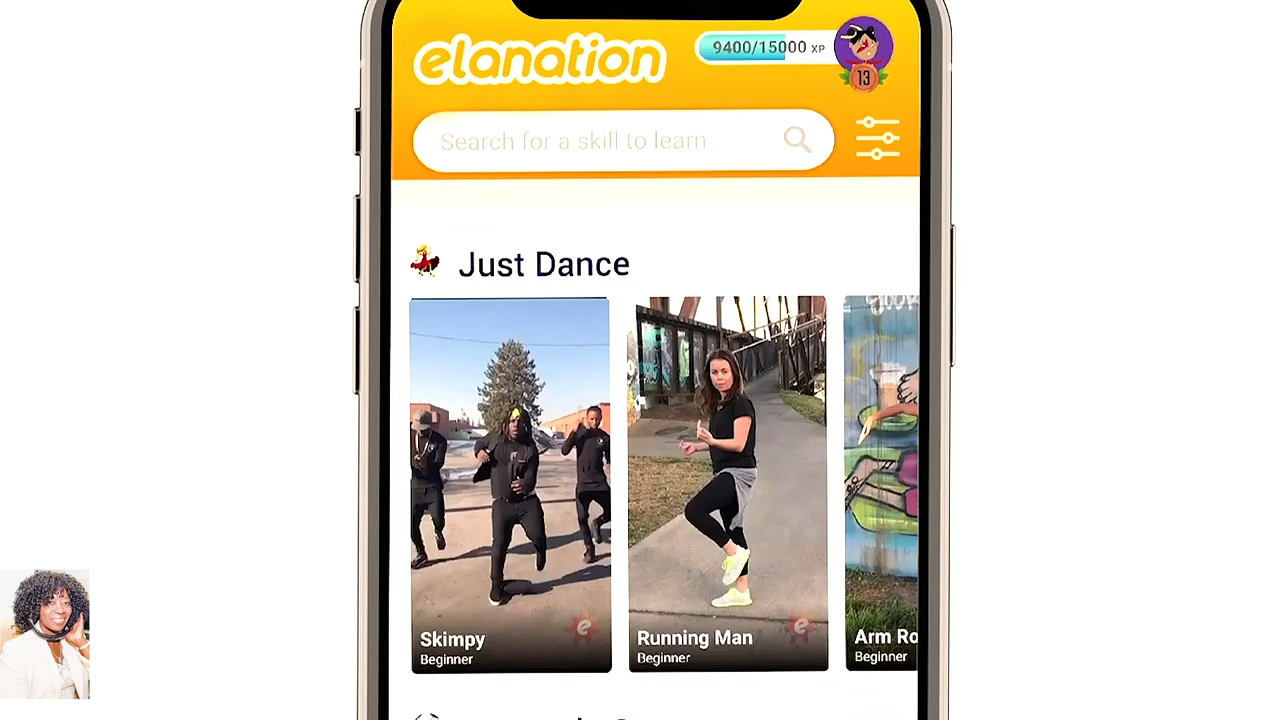 elanation
9400/15000 XP
13
Search for a skill to learn
Just Dance
Skimpy
Beginner
Running Man
Beginner
Arm Ro
Beginner